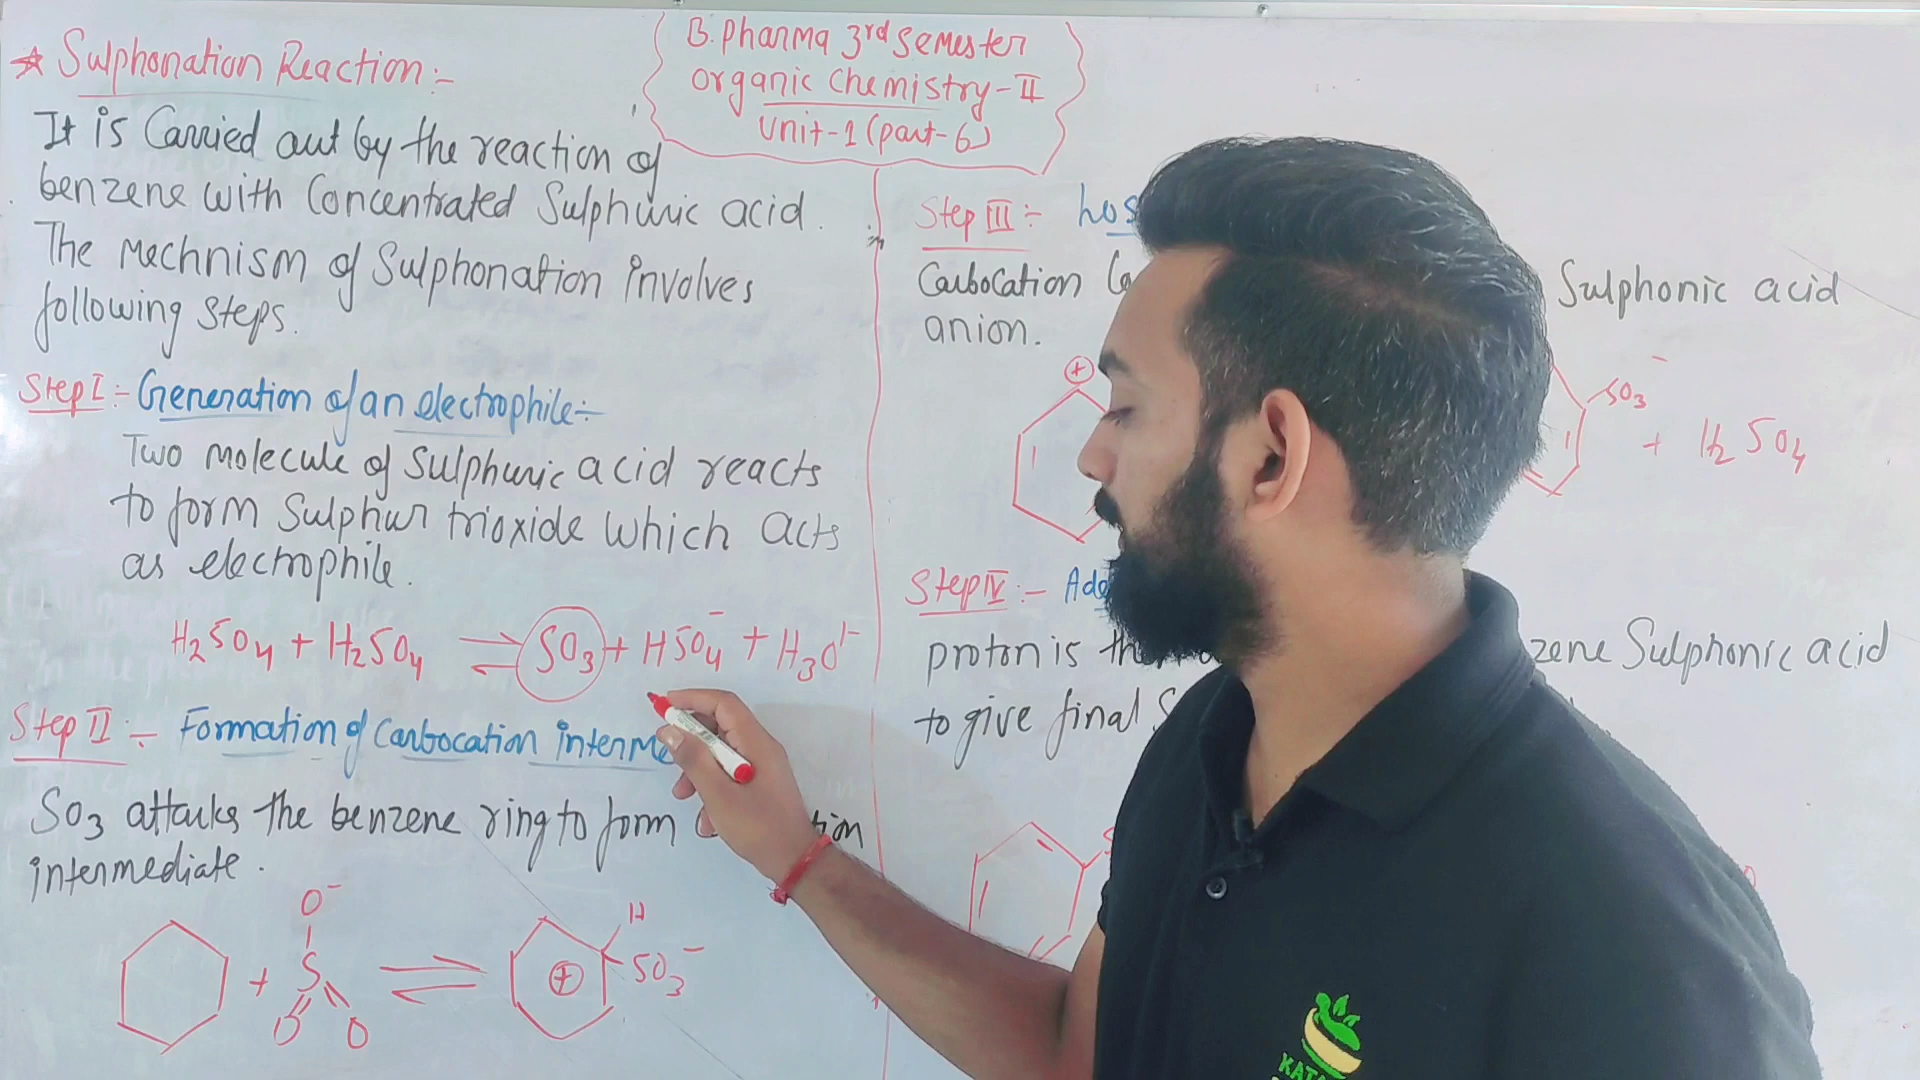 B. Pharma 3rd Semester
Organic Chemistry-II
Unit-1 (part-6)
Sulphonation Reaction:-
It is Carried out by the reaction of
benzene with Concentrated Sulphuric acid.
The Mechnism of Sulphonation involves
following steps.
Step I:- Generation of an electrophile:-
Two molecule of Sulphuric acid reacts
to form Sulphur trioxide which acts
as electrophile.
H2SO4 + H2SO4 ⇌ SO3 + HSO4⁻ + H3O
Step II:- Formation of Carbocation
SO3 attacks the benzene ring to form
intermediate.
O⁻
+ S ⇌ ⊕ H
SO3⁻
O O
Step III:-
Carbocation Sulphonic acid
anion.
⊕ SO3⁻ + H2SO4
Step IV:-
proton is Sulphonic acid
to give final
KATA